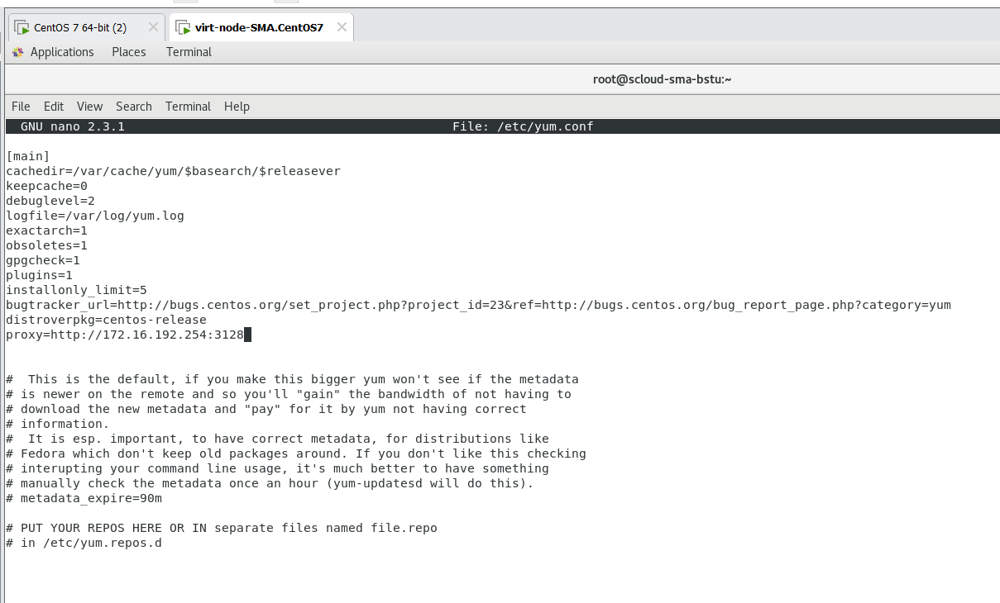 CentOS 7 64-bit (2) virt-node-SMA.CentOS7
Applications Places Terminal
root@scloud-sma-bstu:~
File Edit View Search Terminal Help
GNU nano 2.3.1 File: /etc/yum.conf
[main]
cachedir=/var/cache/yum/$basearch/$releasever
keepcache=0
debuglevel=2
logfile=/var/log/yum.log
exactarch=1
obsoletes=1
gpgcheck=1
plugins=1
installonly_limit=5
bugtracker_url=http://bugs.centos.org/set_project.php?project_id=23&ref=http://bugs.centos.org/bug_report_page.php?category=yum
distroverpkg=centos-release
proxy=http://172.16.192.254:3128
#  This is the default, if you make this bigger yum won't see if the metadata
# is newer on the remote and so you'll "gain" the bandwidth of not having to
# download the new metadata and "pay" for it by yum not having correct
# information.
#  It is esp. important, to have correct metadata, for distributions like
# Fedora which don't keep old packages around. If you don't like this checking
# interupting your command line usage, it's much better to have something
# manually check the metadata once an hour (yum-updatesd will do this).
# metadata_expire=90m
# PUT YOUR REPOS HERE OR IN separate files named file.repo
# in /etc/yum.repos.d